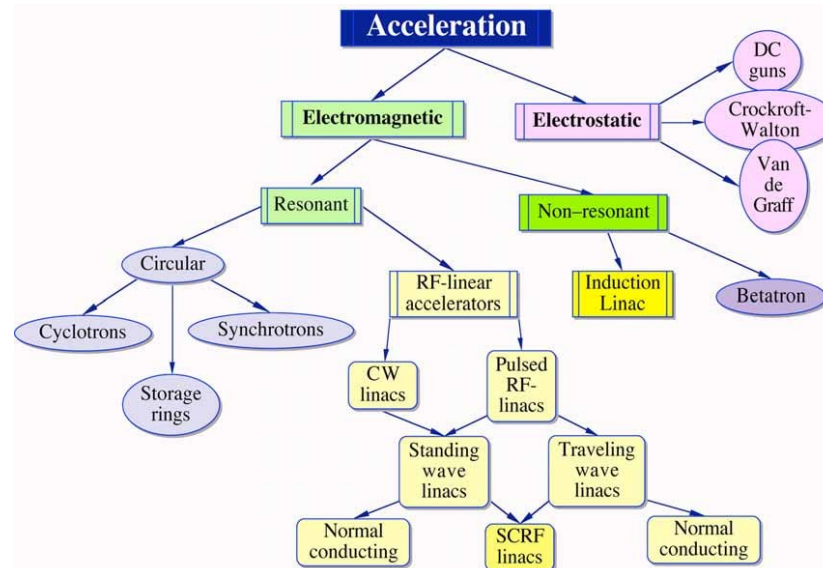 Acceleration
DC
guns
Electromagnetic
Electrostatic
Crockroft-
Walton
Van
de
Graff
Resonant
Non–resonant
Circular
RF-linear
accelerators
Induction
Linac
Betatron
Cyclotrons
Synchrotrons
Storage
rings
CW
linacs
Pulsed
RF-
linacs
Standing
wave
linacs
Traveling
wave
linacs
Normal
conducting
SCRF
linacs
Normal
conducting